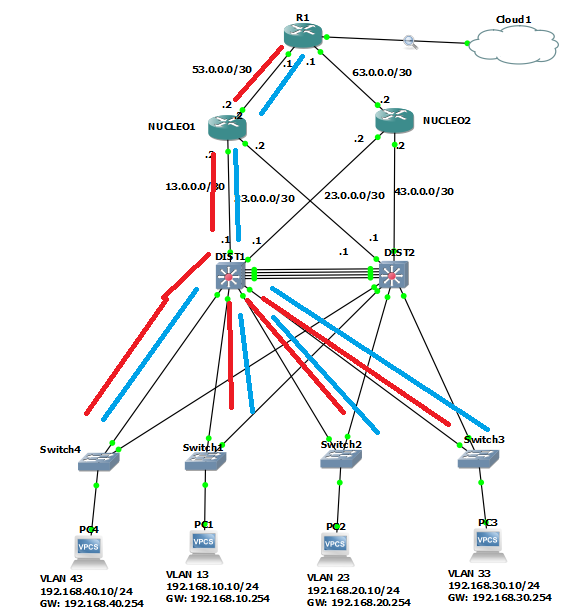 R1
Cloud1
53.0.0.0/30
.1
.1
63.0.0.0/30
.2
.2
.2
NUCLEO1
NUCLEO2
.2
.2
.2
.2
13.0.0.0/30
3.0.0.0/30
23.0.0.0/30
43.0.0.0/30
.1
.1
.1
.1
DIST1
DIST2
Switch4
Switch1
Switch2
Switch3
PC4
PC1
PC2
PC3
VPCS
VPCS
VPCS
VPCS
VLAN 43
192.168.40.10/24
GW: 192.168.40.254
VLAN 13
192.168.10.10/24
GW: 192.168.10.254
VLAN 23
192.168.20.10/24
GW: 192.168.20.254
VLAN 33
192.168.30.10/24
GW: 192.168.30.254